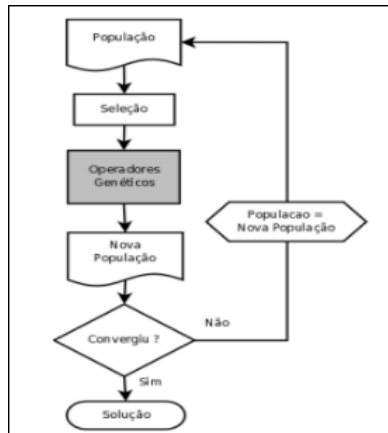 População
Seleção
Operadores
Genéticos
Nova
População
Populacao =
Nova População
Convergiu ?
Não
Sim
Solução